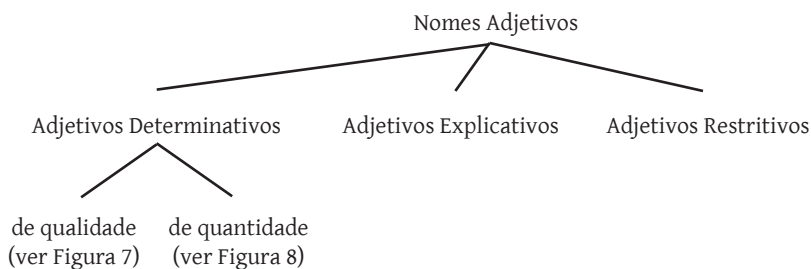 Nomes Adjetivos
Adjetivos Determinativos Adjetivos Explicativos Adjetivos Restritivos
de qualidade de quantidade
(ver Figura 7) (ver Figura 8)